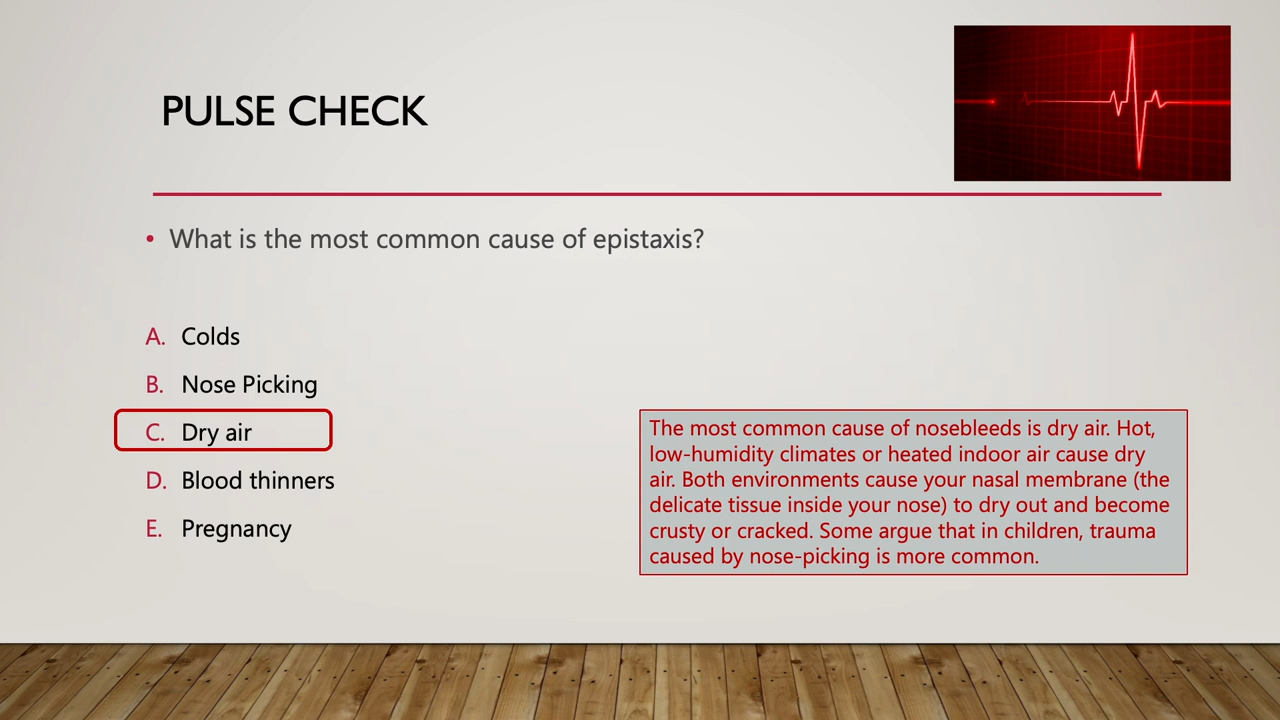 PULSE CHECK
• What is the most common cause of epistaxis?
A. Colds
B. Nose Picking
C. Dry air
D. Blood thinners
E. Pregnancy
The most common cause of nosebleeds is dry air. Hot,
low-humidity climates or heated indoor air cause dry
air. Both environments cause your nasal membrane (the
delicate tissue inside your nose) to dry out and become
crusty or cracked. Some argue that in children, trauma
caused by nose-picking is more common.